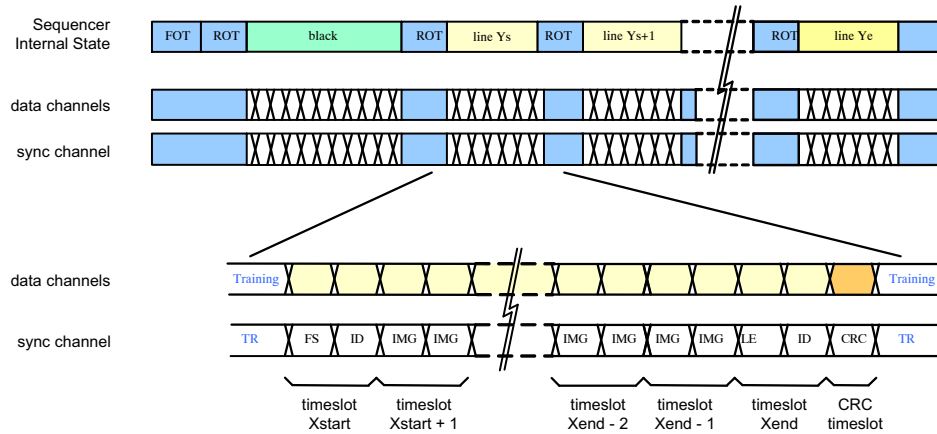 Sequencer
Internal State
FOT ROT black ROT line Ys ROT line Ys+1 ROT line Ye
data channels
sync channel
data channels Training Training
sync channel TR FS ID IMG IMG IMG IMG IMG IMG LE ID CRC TR
timeslot timeslot timeslot timeslot timeslot CRC
Xstart Xstart + 1 Xend - 2 Xend - 1 Xend timeslot